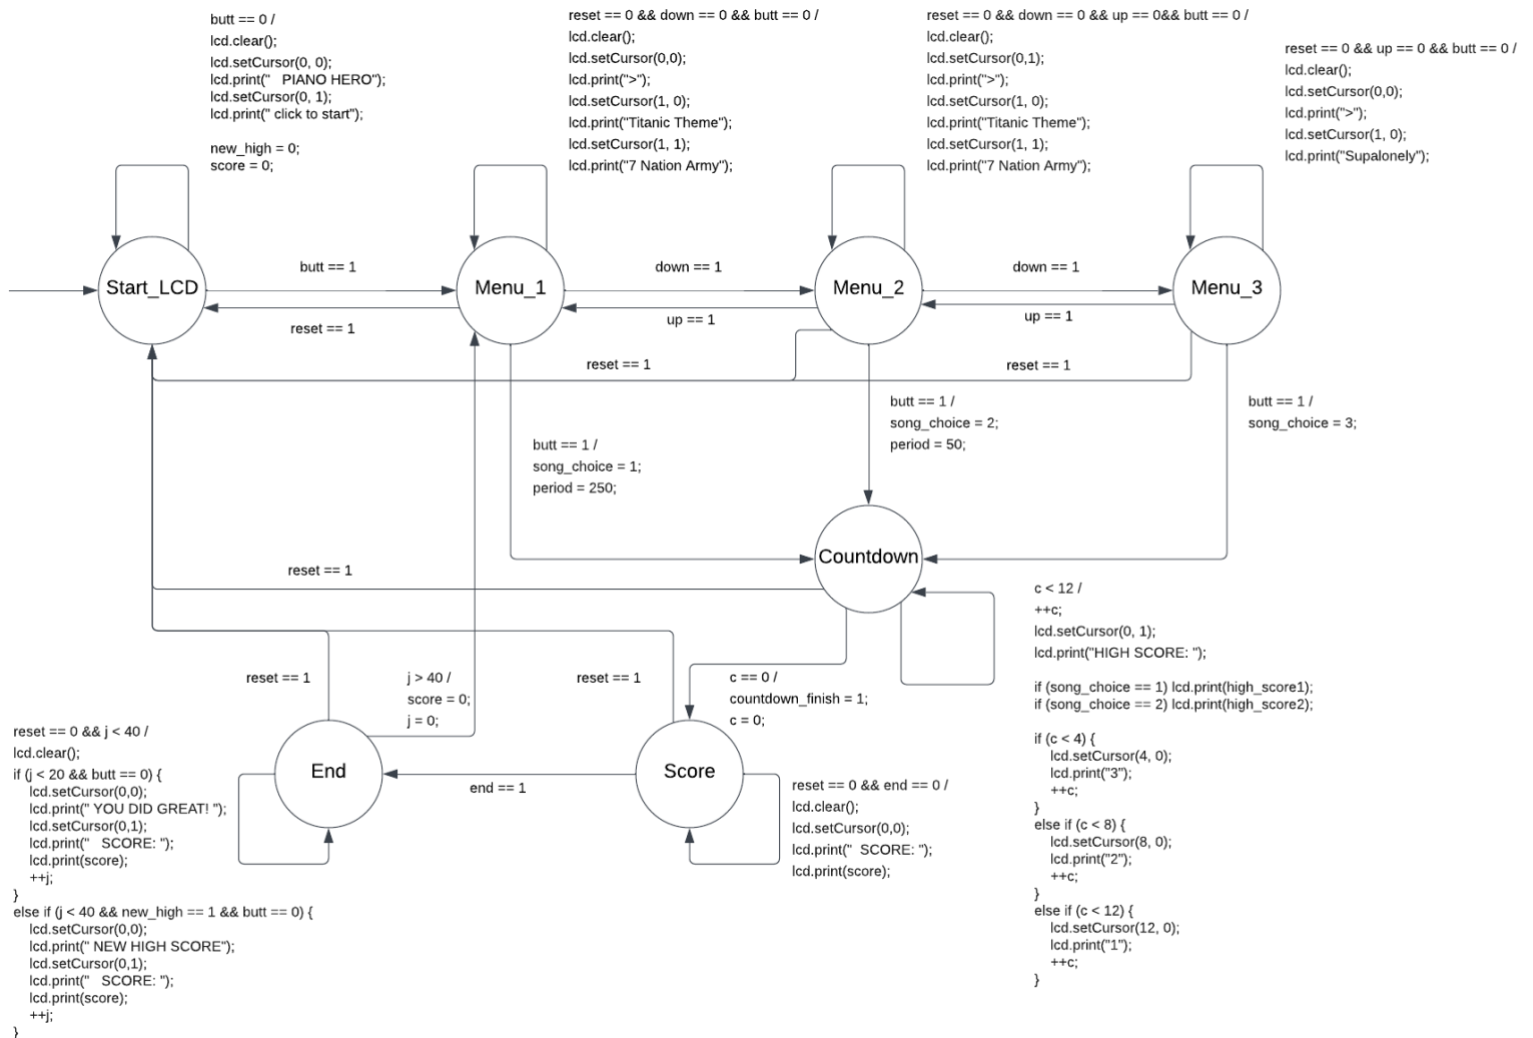 butt == 0 /
lcd.clear();
lcd.setCursor(0, 0);
lcd.print("   PIANO HERO");
lcd.setCursor(0, 1);
lcd.print(" click to start");
new_high = 0;
score = 0;
reset == 0 && down == 0 && butt == 0 /
lcd.clear();
lcd.setCursor(0,0);
lcd.print(">");
lcd.setCursor(1, 0);
lcd.print("Titanic Theme");
lcd.setCursor(1, 1);
lcd.print("7 Nation Army");
reset == 0 && down == 0 && up == 0&& butt == 0 /
lcd.clear();
lcd.setCursor(0,1);
lcd.print(">");
lcd.setCursor(1, 0);
lcd.print("Titanic Theme");
lcd.setCursor(1, 1);
lcd.print("7 Nation Army");
reset == 0 && up == 0 && butt == 0 /
lcd.clear();
lcd.setCursor(0,0);
lcd.print(">");
lcd.setCursor(1, 0);
lcd.print("Supalonely");
Start_LCD
butt == 1
reset == 1
Menu_1
down == 1
up == 1
Menu_2
down == 1
up == 1
Menu_3
reset == 1
reset == 1
butt == 1 /
song_choice = 1;
period = 250;
butt == 1 /
song_choice = 2;
period = 50;
butt == 1 /
song_choice = 3;
Countdown
reset == 1
c < 12 /
++c;
lcd.setCursor(0, 1);
lcd.print("HIGH SCORE: ");
if (song_choice == 1) lcd.print(high_score1);
if (song_choice == 2) lcd.print(high_score2);
if (c < 4) {
    lcd.setCursor(4, 0);
    lcd.print("3");
    ++c;
}
else if (c < 8) {
    lcd.setCursor(8, 0);
    lcd.print("2");
    ++c;
}
else if (c < 12) {
    lcd.setCursor(12, 0);
    lcd.print("1");
    ++c;
}
reset == 1
j > 40 /
score = 0;
j = 0;
reset == 1
c == 0 /
countdown_finish = 1;
c = 0;
End
end == 1
Score
reset == 0 && end == 0 /
lcd.clear();
lcd.setCursor(0,0);
lcd.print("  SCORE: ");
lcd.print(score);
reset == 0 && j < 40 /
lcd.clear();
if (j < 20 && butt == 0) {
    lcd.setCursor(0,0);
    lcd.print(" YOU DID GREAT! ");
    lcd.setCursor(0,1);
    lcd.print("   SCORE: ");
    lcd.print(score);
    ++j;
}
else if (j < 40 && new_high == 1 && butt == 0) {
    lcd.setCursor(0,0);
    lcd.print(" NEW HIGH SCORE");
    lcd.setCursor(0,1);
    lcd.print("   SCORE: ");
    lcd.print(score);
    ++j;
}